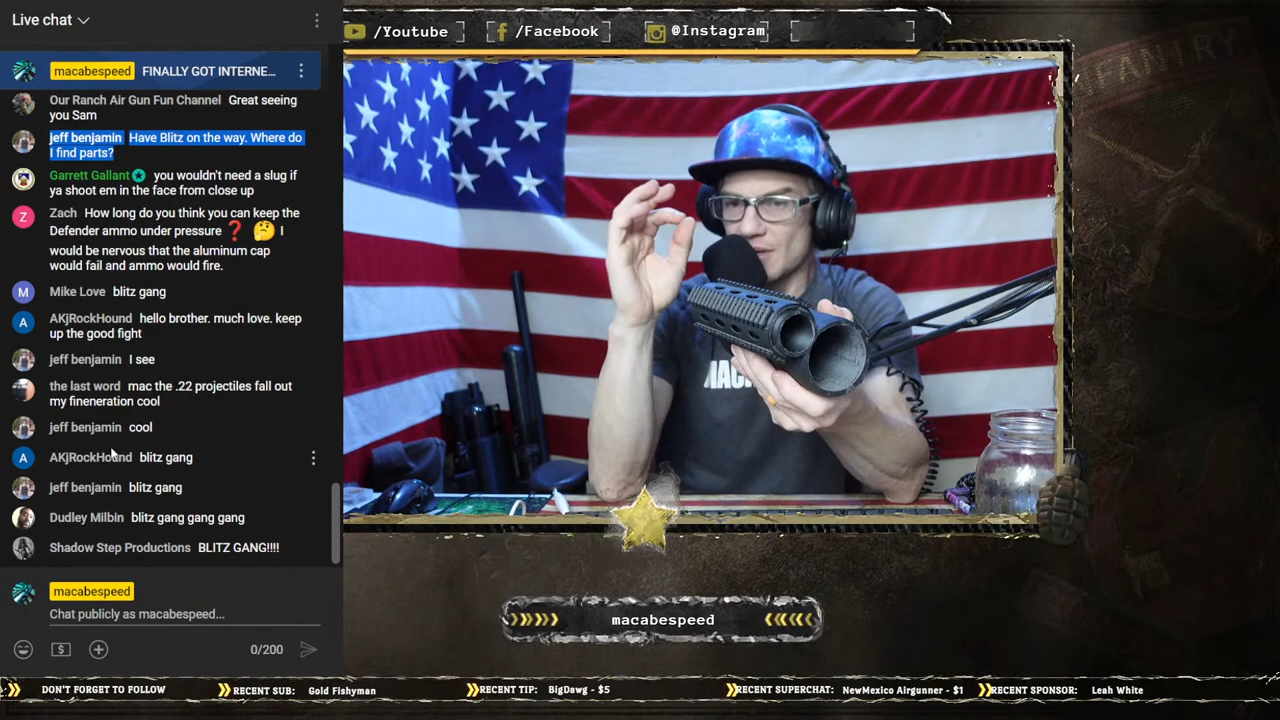 Live chat
macabespeed FINALLY GOT INTERNE...
Our Ranch Air Gun Fun Channel Great seeing
you Sam
jeff benjamin Have Blitz on the way. Where do
I find parts?
Garrett Gallant you wouldn't need a slug if
ya shoot em in the face from close up
Z Zach How long do you think you can keep the
Defender ammo under pressure ❓ 🤔 I
would be nervous that the aluminum cap
would fail and ammo would fire.
M Mike Love blitz gang
A AKjRockHound hello brother. much love. keep
up the good fight
jeff benjamin I see
the last word mac the .22 projectiles fall out
my fineneration cool
jeff benjamin cool
A AKjRockHound blitz gang
jeff benjamin blitz gang
Dudley Milbin blitz gang gang gang
Shadow Step Productions BLITZ GANG!!!!
macabespeed
Chat publicly as macabespeed...
0/200
/Youtube
/Facebook
@Instagram
FANTRY
MAC
macabespeed
DON'T FORGET TO FOLLOW
RECENT SUB: Gold Fishyman
RECENT TIP: BigDawg - $5
RECENT SUPERCHAT: NewMexico Airgunner - $1
RECENT SPONSOR: Leah White